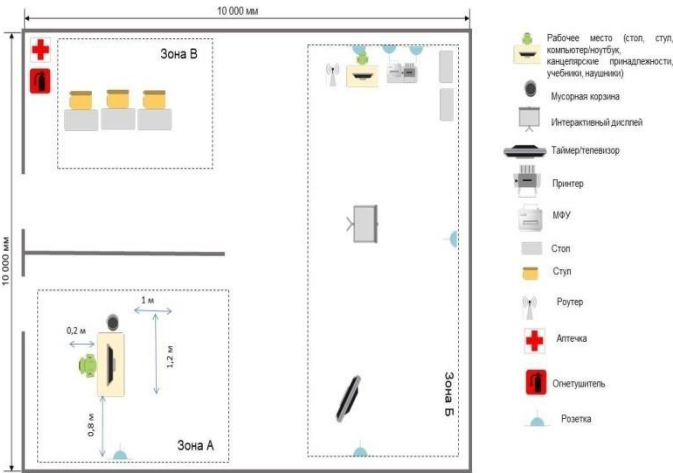 10 000 мм
10 000 мм
Зона В
1 м
0,2 м
1,2 м
0,8 м
Зона А
Зона Б
Рабочее место (стоп, стул,
компьютер/ноутбук,
канцелярские принадлежности,
учебники, наушники)
Мусорная корзина
Интерактивный дисплей
Таймер/телевизор
Принтер
МФУ
Стоп
Стул
Роутер
Аптечка
Огнетушитель
Розетка